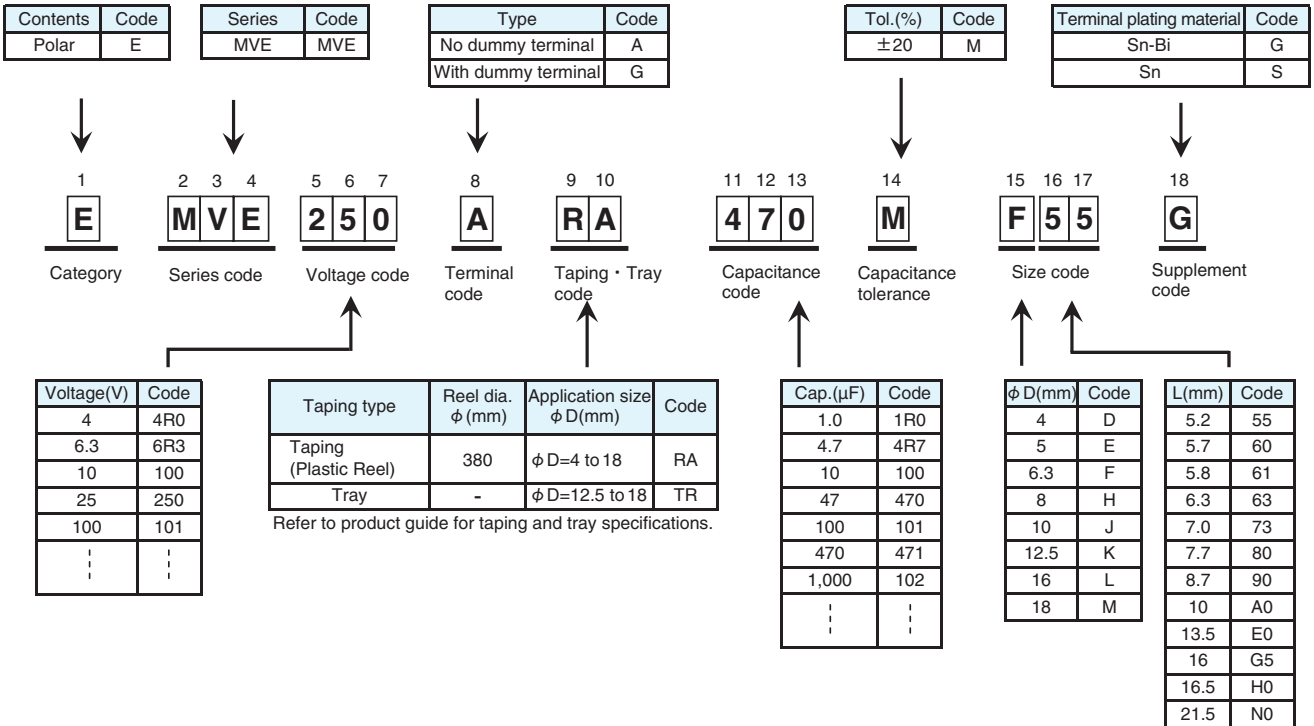 Contents Code
Polar E
Series Code
MVE MVE
Type Code
No dummy terminal A
With dummy terminal G
Tol.(%) Code
±20 M
Terminal plating material Code
Sn-Bi G
Sn S
1 2 3 4 5 6 7 8 9 10 11 12 13 14 15 16 17 18
E MVE 250 A RA 470 M F 55 G
Category
Series code
Voltage code
Terminal
code
Taping・Tray
code
Capacitance
code
Capacitance
tolerance
Size code
Supplement
code
Voltage(V) Code
4 4R0
6.3 6R3
10 100
25 250
100 101
Taping type Reel dia. φ(mm) Application size φD(mm) Code
Taping (Plastic Reel) 380 φD=4 to 18 RA
Tray - φD=12.5 to 18 TR
Refer to product guide for taping and tray specifications.
Cap.(µF) Code
1.0 1R0
4.7 4R7
10 100
47 470
100 101
470 471
1,000 102
φD(mm) Code
4 D
5 E
6.3 F
8 H
10 J
12.5 K
16 L
18 M
L(mm) Code
5.2 55
5.7 60
5.8 61
6.3 63
7.0 73
7.7 80
8.7 90
10 A0
13.5 E0
16 G5
16.5 H0
21.5 N0